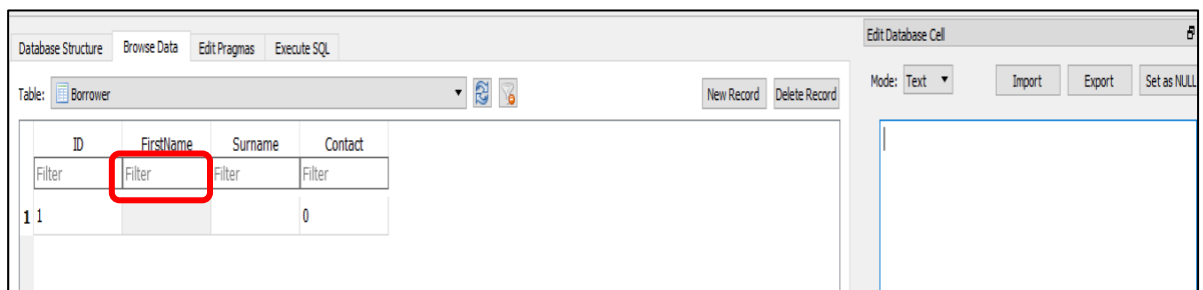 Edit Database Cell
Database Structure Browse Data Edit Pragmas Execute SQL
Mode: Text Import Export Set as NULL
Table: Borrower New Record Delete Record
ID FirstName Surname Contact
Filter Filter Filter Filter
1 1 0